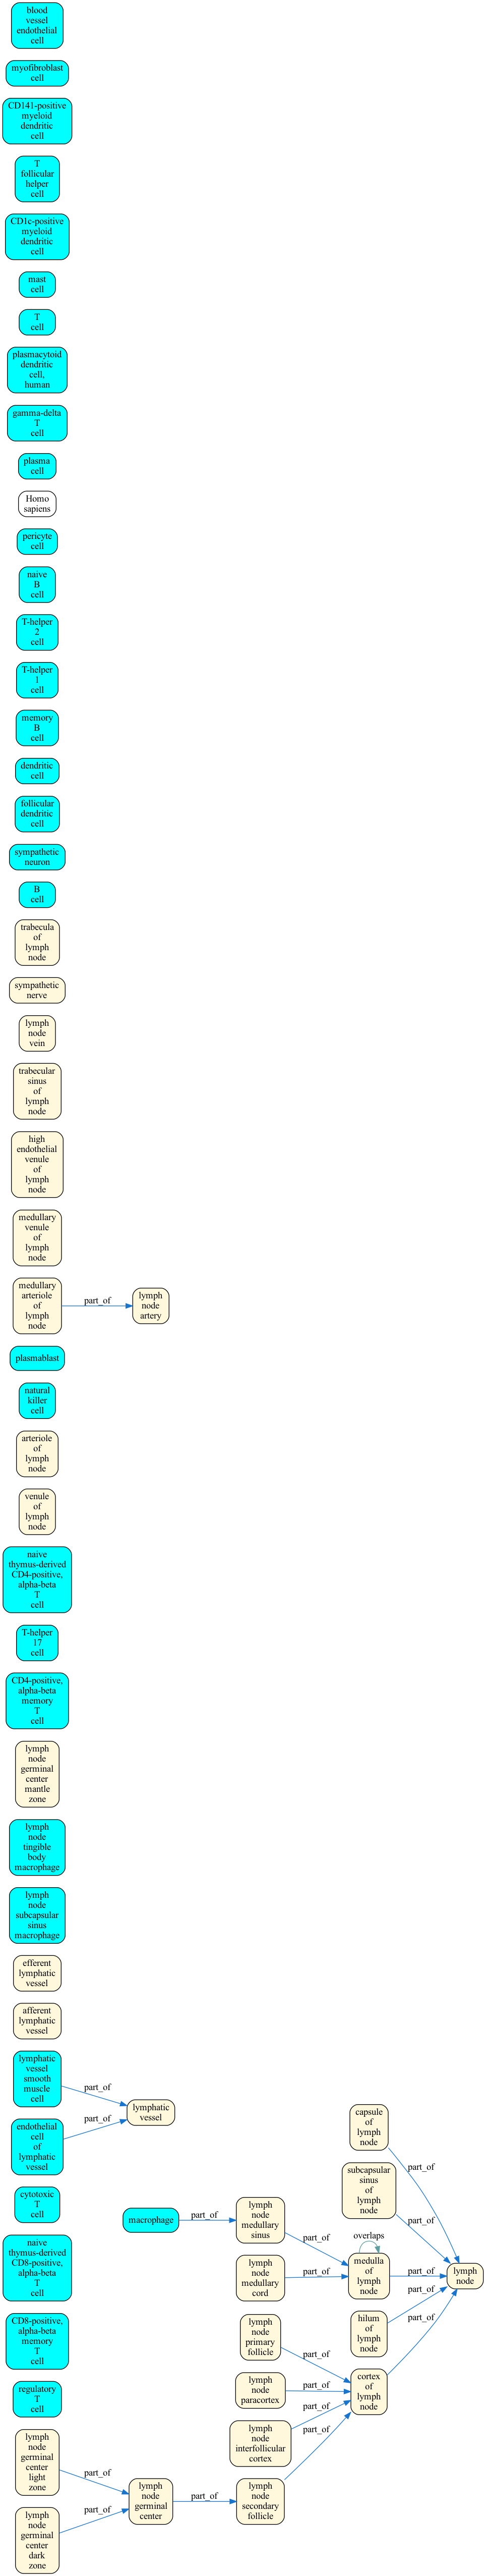 blood
vessel
endothelial
cell
myofibroblast
cell
CD141-positive
myeloid
dendritic
cell
T
follicular
helper
cell
CD1c-positive
myeloid
dendritic
cell
mast
cell
T
cell
plasmacytoid
dendritic
cell,
human
gamma-delta
T
cell
plasma
cell
Homo
sapiens
pericyte
cell
naive
B
cell
T-helper
2
cell
T-helper
1
cell
memory
B
cell
dendritic
cell
follicular
dendritic
cell
sympathetic
neuron
B
cell
trabecula
of
lymph
node
sympathetic
nerve
lymph
node
vein
trabecular
sinus
of
lymph
node
high
endothelial
venule
of
lymph
node
medullary
venule
of
lymph
node
medullary
arteriole
of
lymph
node
part_of
lymph
node
artery
plasmablast
natural
killer
cell
arteriole
of
lymph
node
venule
of
lymph
node
naive
thymus-derived
CD4-positive,
alpha-beta
T
cell
T-helper
17
cell
CD4-positive,
alpha-beta
memory
T
cell
lymph
node
germinal
center
mantle
zone
lymph
node
tingible
body
macrophage
lymph
node
subcapsular
sinus
macrophage
efferent
lymphatic
vessel
afferent
lymphatic
vessel
lymphatic
vessel
smooth
muscle
cell
part_of
endothelial
cell
of
lymphatic
vessel
part_of
lymphatic
vessel
cytotoxic
T
cell
naive
thymus-derived
CD8-positive,
alpha-beta
T
cell
CD8-positive,
alpha-beta
memory
T
cell
regulatory
T
cell
lymph
node
germinal
center
light
zone
part_of
lymph
node
germinal
center
dark
zone
part_of
lymph
node
germinal
center
part_of
lymph
node
secondary
follicle
part_of
macrophage
part_of
lymph
node
medullary
sinus
part_of
lymph
node
medullary
cord
part_of
lymph
node
primary
follicle
part_of
lymph
node
paracortex
part_of
lymph
node
interfollicular
cortex
part_of
capsule
of
lymph
node
part_of
subcapsular
sinus
of
lymph
node
part_of
overlaps
medulla
of
lymph
node
part_of
hilum
of
lymph
node
part_of
cortex
of
lymph
node
part_of
lymph
node